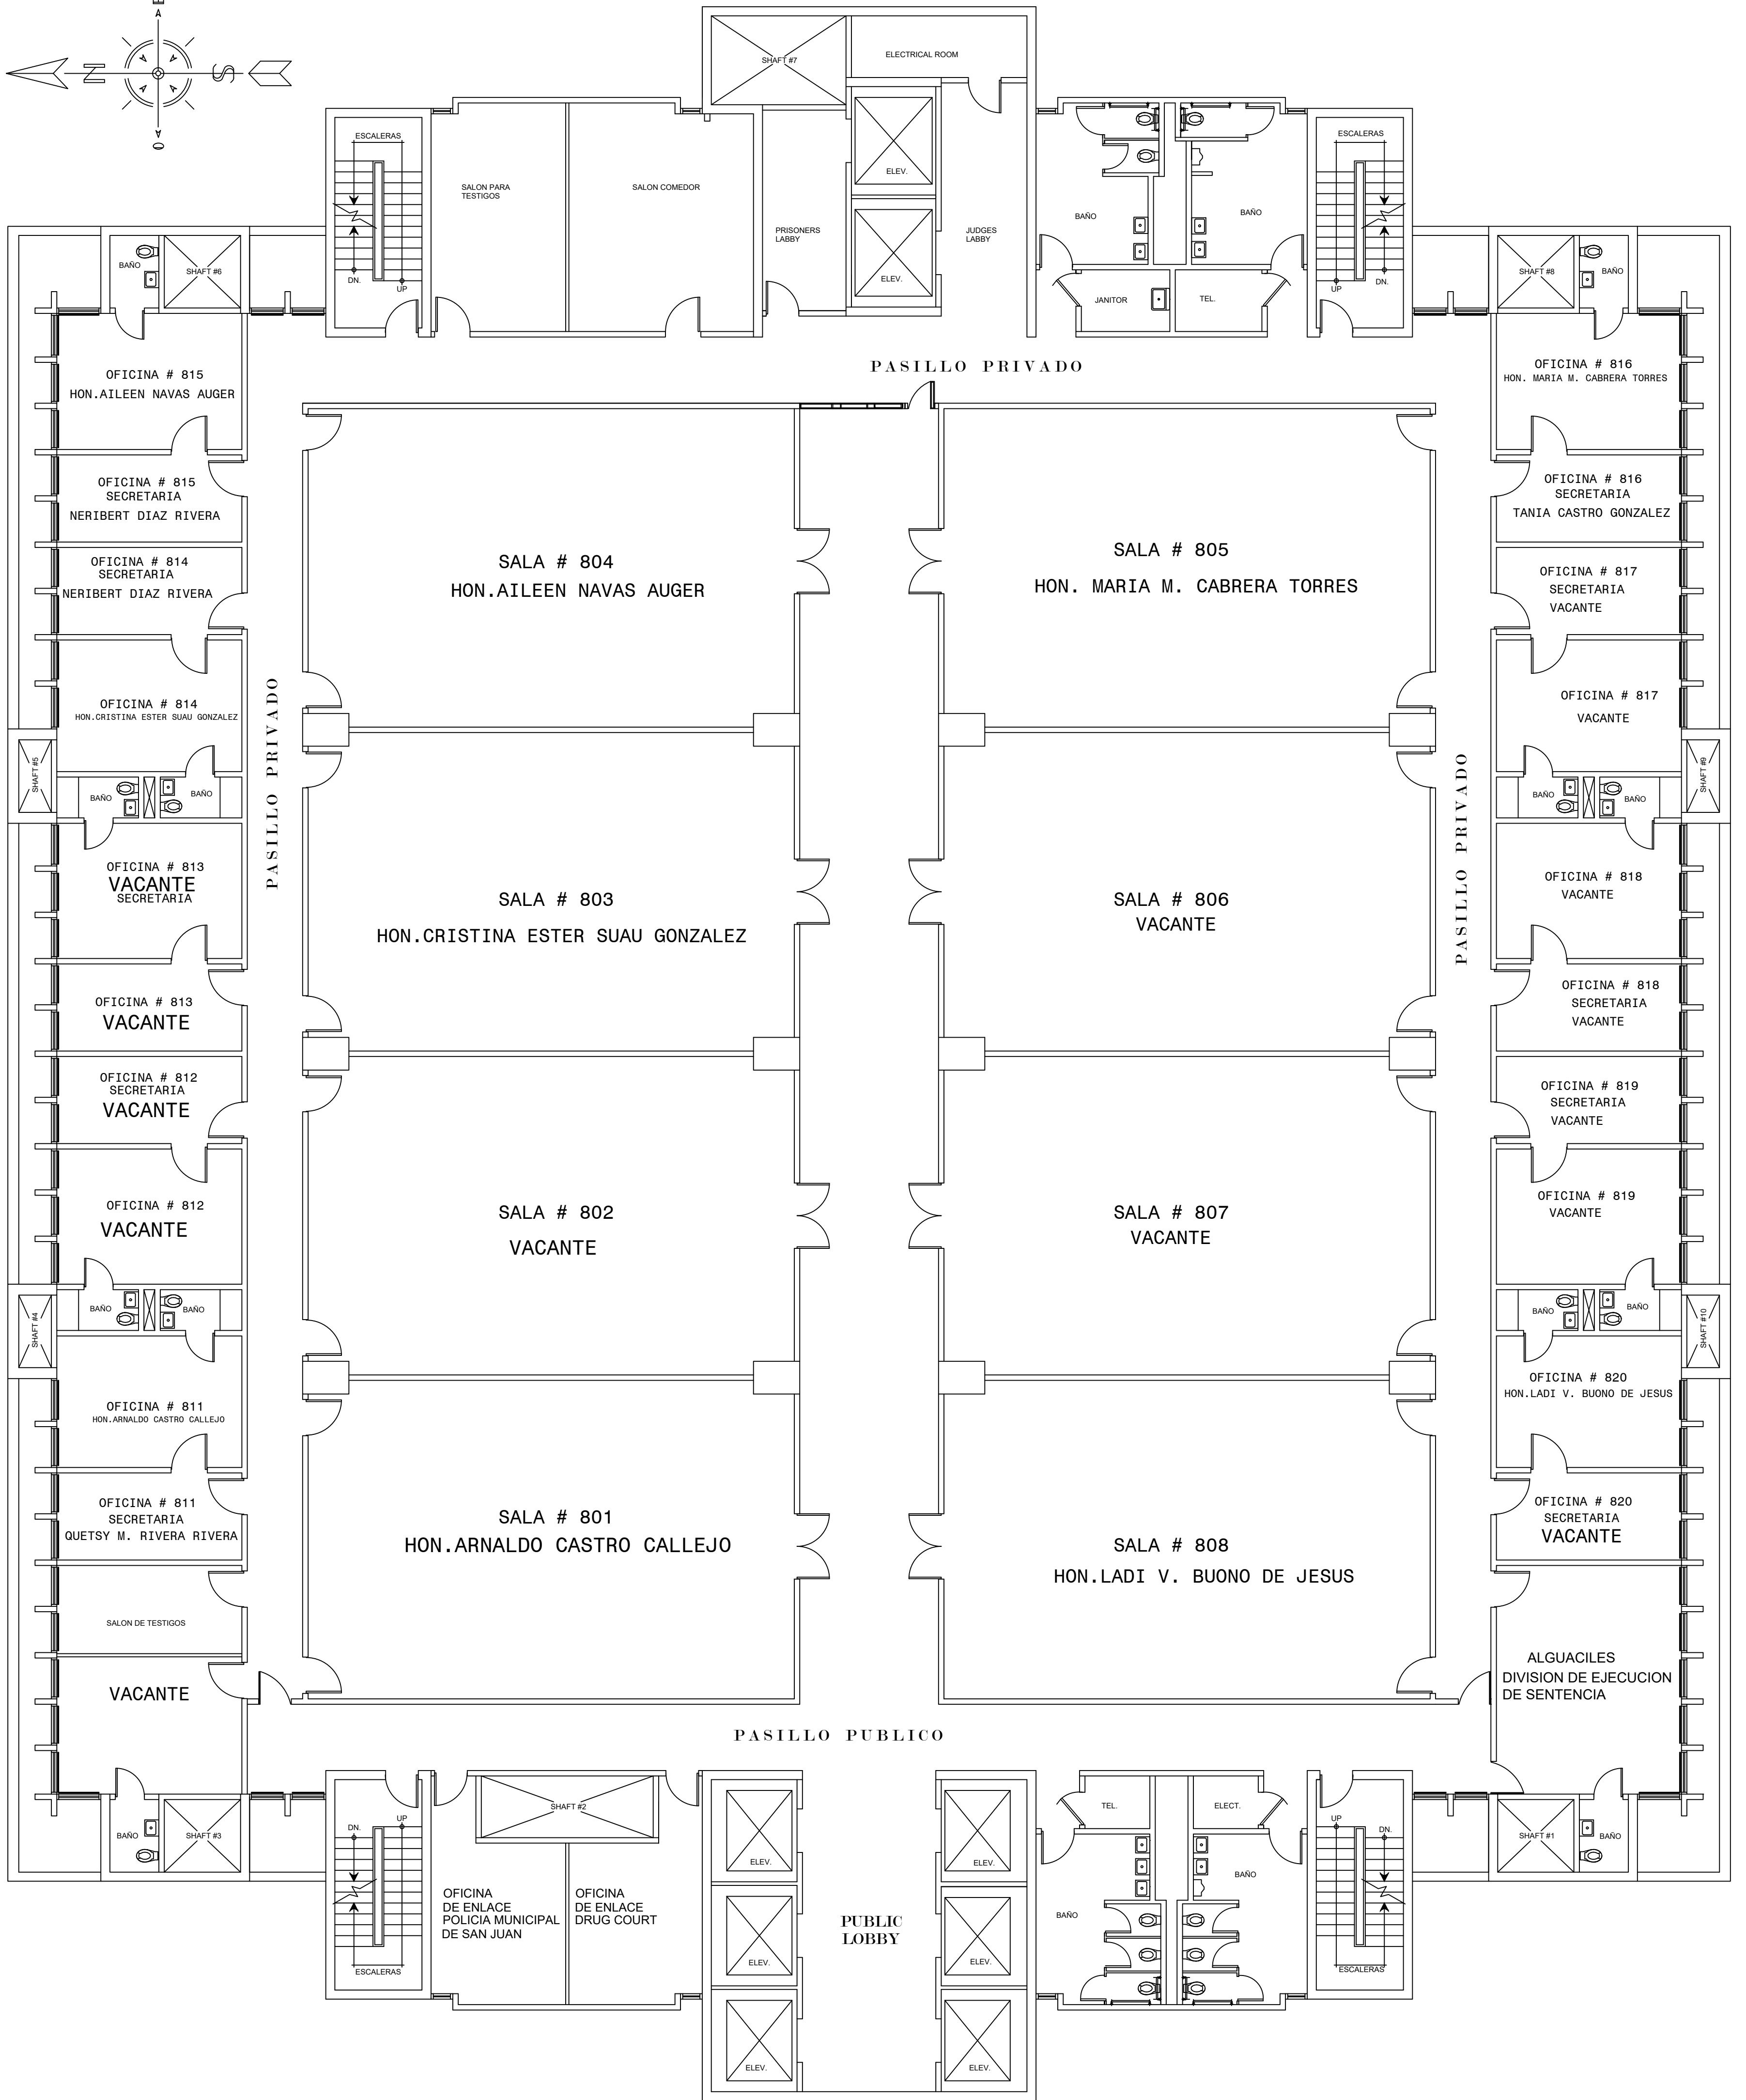 E
N
S
O
SHAFT #7
ELECTRICAL ROOM
ESCALERAS
DN.
UP
SALON PARA
TESTIGOS
SALON COMEDOR
PRISONERS
LABBY
ELEV.
ELEV.
JUDGES
LABBY
BAÑO
BAÑO
JANITOR
TEL.
ESCALERAS
UP
DN.
BAÑO
SHAFT #6
SHAFT #8
BAÑO
PASILLO PRIVADO
OFICINA # 815
HON.AILEEN NAVAS AUGER
OFICINA # 815
SECRETARIA
NERIBERT DIAZ RIVERA
OFICINA # 814
SECRETARIA
NERIBERT DIAZ RIVERA
OFICINA # 814
HON.CRISTINA ESTER SUAU GONZALEZ
SHAFT #5
BAÑO
BAÑO
OFICINA # 813
VACANTE
SECRETARIA
OFICINA # 813
VACANTE
OFICINA # 812
SECRETARIA
VACANTE
OFICINA # 812
VACANTE
SHAFT #4
BAÑO
BAÑO
OFICINA # 811
HON.ARNALDO CASTRO CALLEJO
OFICINA # 811
SECRETARIA
QUETSY M. RIVERA RIVERA
SALON DE TESTIGOS
VACANTE
PASILLO PRIVADO
SALA # 804
HON.AILEEN NAVAS AUGER
SALA # 803
HON.CRISTINA ESTER SUAU GONZALEZ
SALA # 802
VACANTE
SALA # 801
HON.ARNALDO CASTRO CALLEJO
SALA # 805
HON. MARIA M. CABRERA TORRES
SALA # 806
VACANTE
SALA # 807
VACANTE
SALA # 808
HON.LADI V. BUONO DE JESUS
PASILLO PRIVADO
OFICINA # 816
HON. MARIA M. CABRERA TORRES
OFICINA # 816
SECRETARIA
TANIA CASTRO GONZALEZ
OFICINA # 817
SECRETARIA
VACANTE
OFICINA # 817
VACANTE
BAÑO
BAÑO
SHAFT #9
OFICINA # 818
VACANTE
OFICINA # 818
SECRETARIA
VACANTE
OFICINA # 819
SECRETARIA
VACANTE
OFICINA # 819
VACANTE
BAÑO
BAÑO
SHAFT #10
OFICINA # 820
HON.LADI V. BUONO DE JESUS
OFICINA # 820
SECRETARIA
VACANTE
ALGUACILES
DIVISION DE EJECUCION
DE SENTENCIA
PASILLO PUBLICO
BAÑO
SHAFT #3
DN.
UP
ESCALERAS
SHAFT #2
OFICINA
DE ENLACE
POLICIA MUNICIPAL
DE SAN JUAN
OFICINA
DE ENLACE
DRUG COURT
ELEV.
ELEV.
ELEV.
PUBLIC
LOBBY
ELEV.
ELEV.
ELEV.
TEL.
ELECT.
BAÑO
BAÑO
UP
DN.
ESCALERAS
SHAFT #1
BAÑO